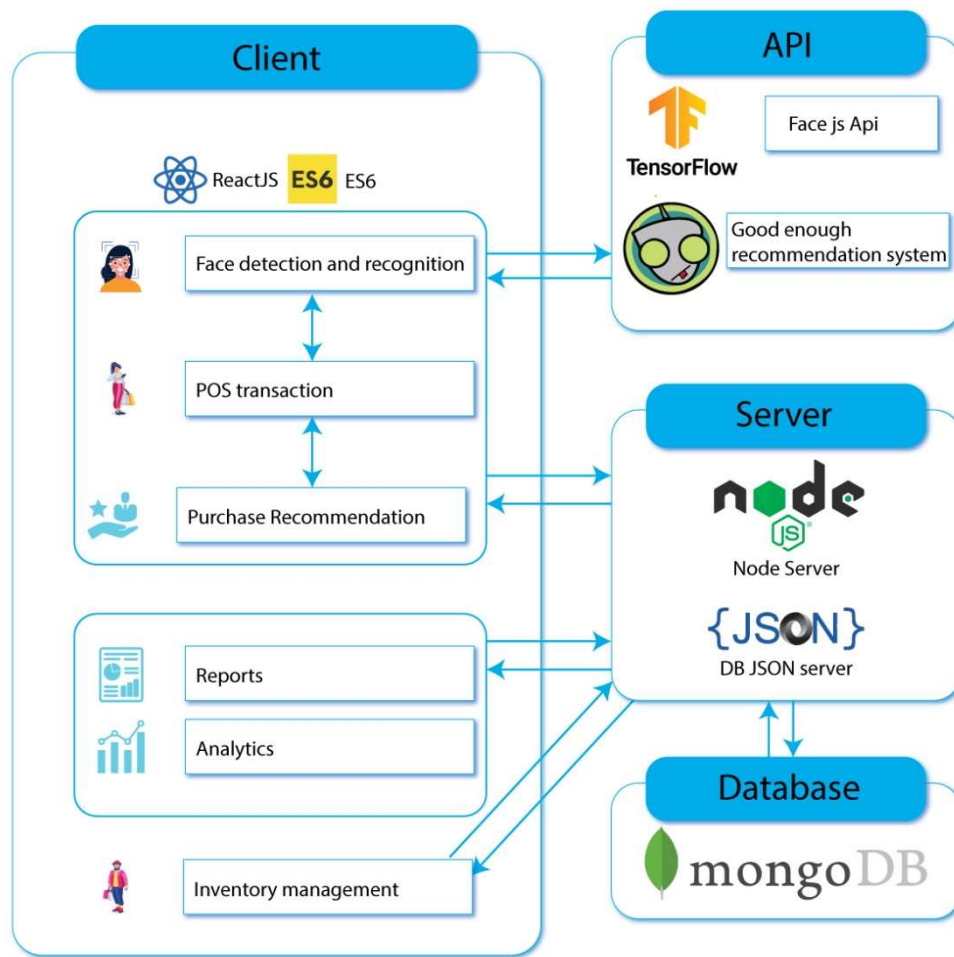 Client
ReactJS
ES6
ES6
Face detection and recognition
POS transaction
Purchase Recommendation
Reports
Analytics
Inventory management
API
TensorFlow
Face js Api
Good enough
recommendation system
Server
node
JS
Node Server
{JSON}
DB JSON server
Database
mongoDB